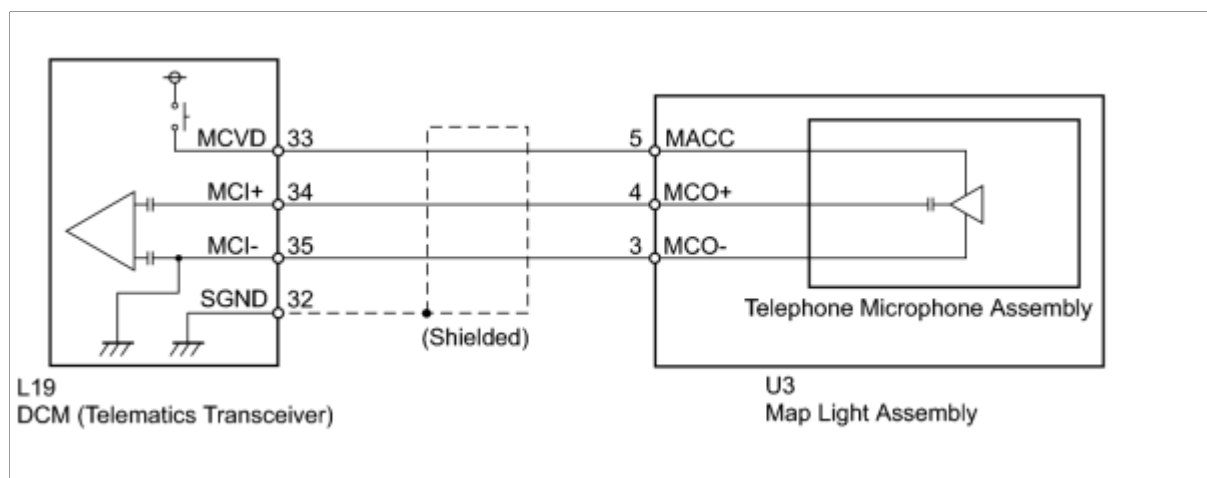 MCVD 33 5 MACC
MCI+ 34 4 MCO+
MCI- 35 3 MCO-
SGND 32
(Shielded)
Telephone Microphone Assembly
L19
DCM (Telematics Transceiver)
U3
Map Light Assembly